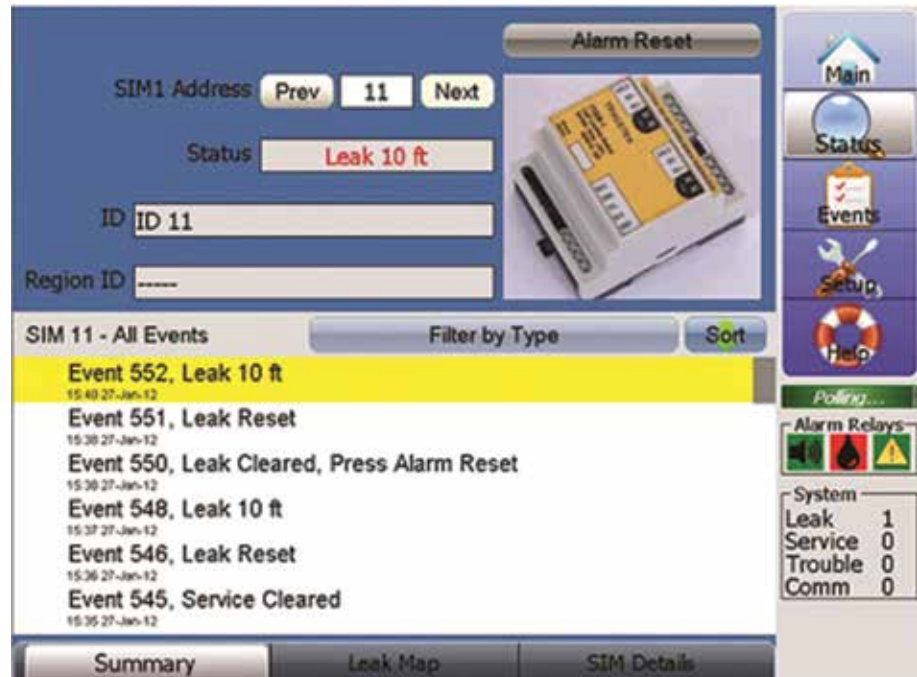 Alarm Reset
SIM1 Address Prev 11 Next
Status Leak 10 ft
ID ID 11
Region ID -----
SIM 11 - All Events Filter by Type Sort
Event 552, Leak 10 ft
15:40 27-Jan-12
Event 551, Leak Reset
15:38 27-Jan-12
Event 550, Leak Cleared, Press Alarm Reset
15:38 27-Jan-12
Event 548, Leak 10 ft
15:37 27-Jan-12
Event 546, Leak Reset
15:36 27-Jan-12
Event 545, Service Cleared
15:35 27-Jan-12
Summary Leak Map SIM Details
Main
Status
Events
Setup
Help
Polling...
Alarm Relays
System
Leak 1
Service 0
Trouble 0
Comm 0